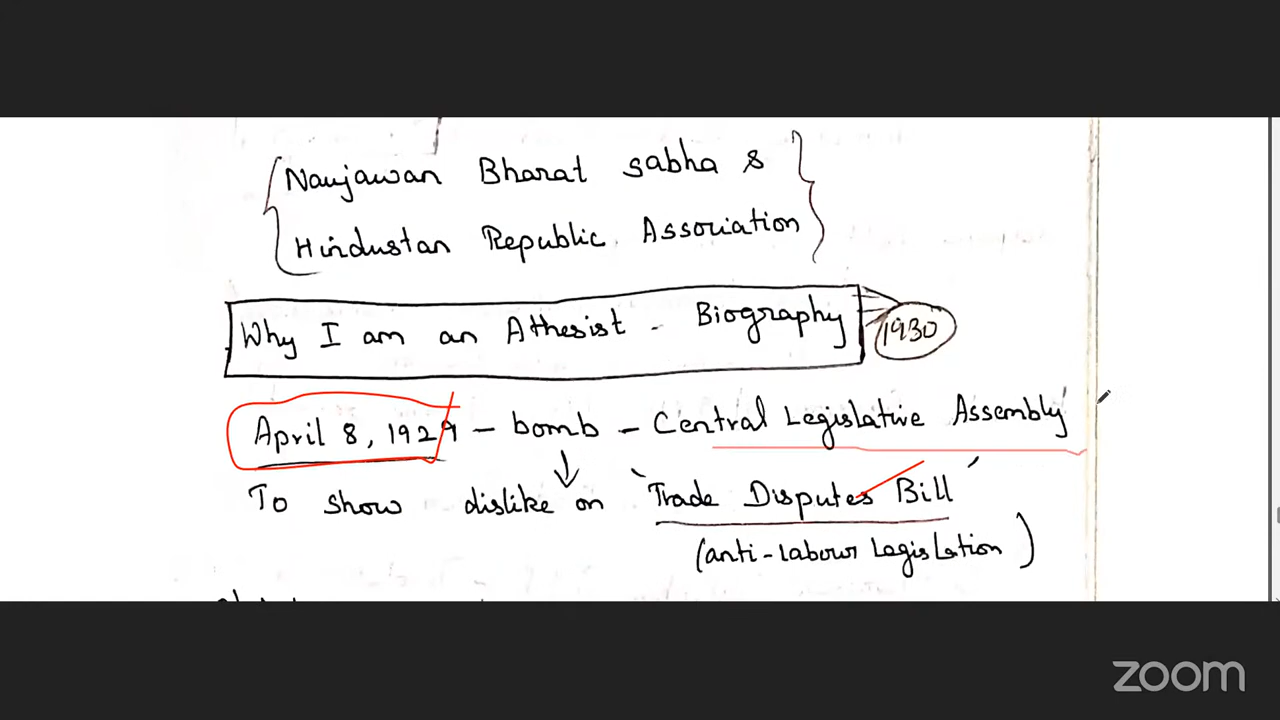 Naujawan Bharat sabha &
Hindustan Republic Association
Why I am an Athesist - Biography
1930
April 8, 1929 - bomb - Central Legislative Assembly
To show dislike on 'Trade Disputes Bill'
(anti-labour legislation)
zoom